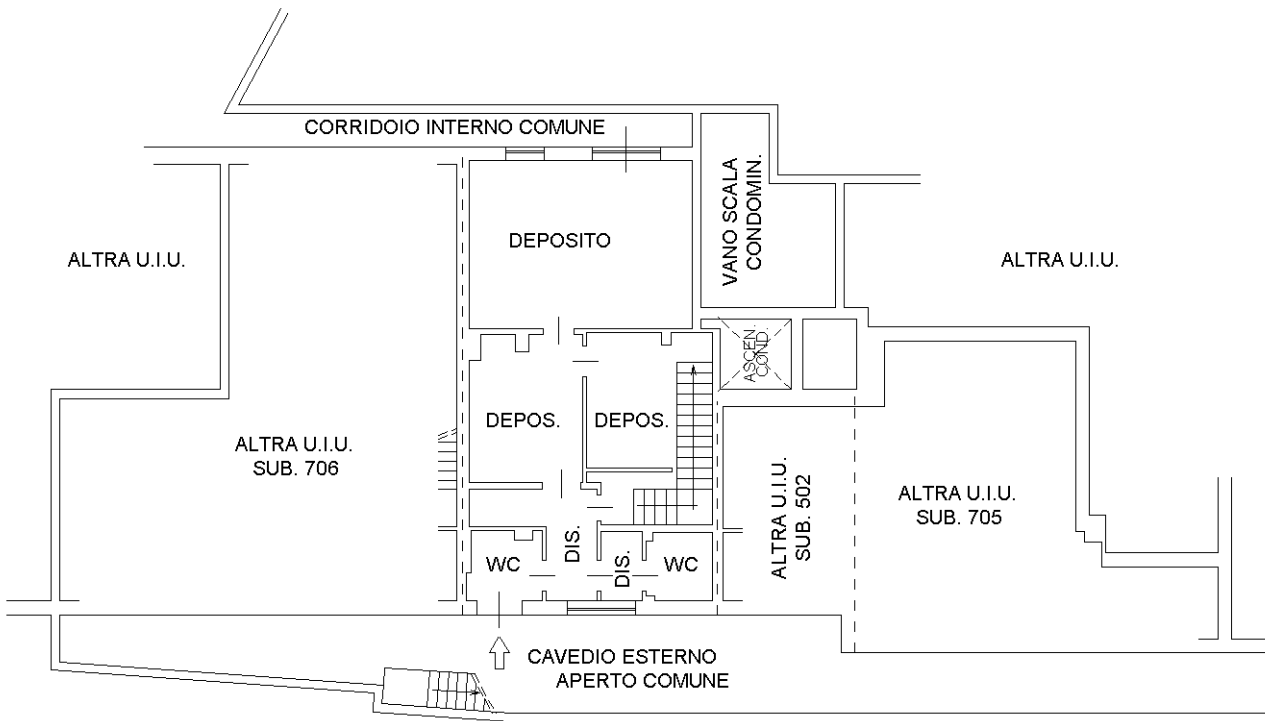 CORRIDOIO INTERNO COMUNE
VANO SCALA
CONDOMIN.
DEPOSITO
ALTRA U.I.U.
ALTRA U.I.U.
ASCEN.
COND.
DEPOS.
DEPOS.
ALTRA U.I.U.
SUB. 706
ALTRA U.I.U.
SUB. 502
ALTRA U.I.U.
SUB. 705
DIS.
WC
DIS.
WC
CAVEDIO ESTERNO
APERTO COMUNE